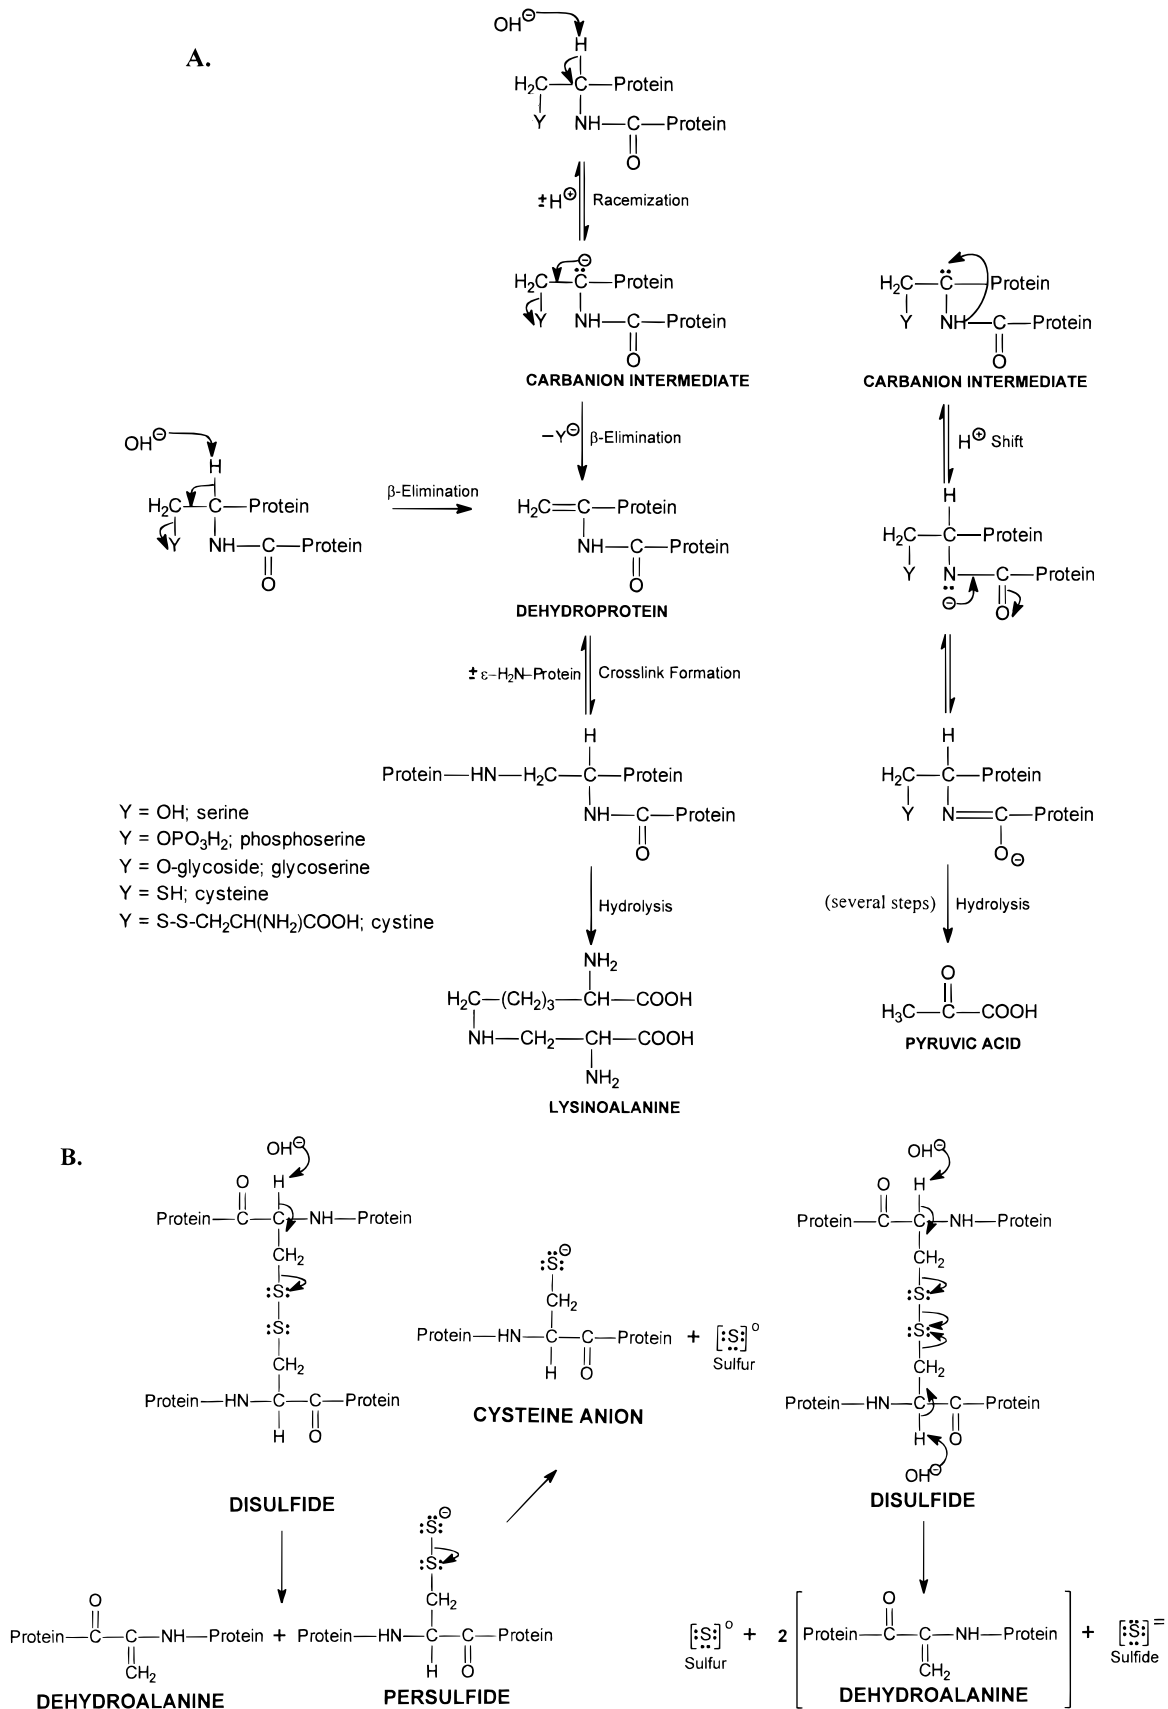 A.
OH⊖
H
H₂C—C—Protein
Y NH—C—Protein
O
±H⊕ Racemization
⊖
H₂C—C—Protein
Y NH—C—Protein
O
CARBANION INTERMEDIATE
H₂C—C—Protein
Y NH—C—Protein
O
CARBANION INTERMEDIATE
−Y⊖ β-Elimination
H⊕ Shift
OH⊖
H
H₂C—C—Protein
Y NH—C—Protein
O
β-Elimination
H₂C=C—Protein
NH—C—Protein
O
DEHYDROPROTEIN
H
H₂C—C—Protein
Y N—C—Protein
⊖ O
± ε–H₂N–Protein Crosslink Formation
H
Protein—HN—H₂C—C—Protein
NH—C—Protein
O
H
H₂C—C—Protein
Y N=C—Protein
O⊖
Y = OH; serine
Y = OPO₃H₂; phosphoserine
Y = O-glycoside; glycoserine
Y = SH; cysteine
Y = S-S-CH₂CH(NH₂)COOH; cystine
Hydrolysis
(several steps) Hydrolysis
NH₂
H₂C—(CH₂)₃—CH—COOH
NH—CH₂—CH—COOH
NH₂
LYSINOALANINE
O
H₃C—C—COOH
PYRUVIC ACID
B.
OH⊖
O H
Protein—C—C—NH—Protein
CH₂
:S:
:S:
CH₂
Protein—HN—C—C—Protein
H O
DISULFIDE
:S:⊖
CH₂
Protein—HN—C—C—Protein + [:S:]⁰
H O Sulfur
CYSTEINE ANION
OH⊖
O H
Protein—C—C—NH—Protein
CH₂
:S:
:S:
CH₂
Protein—HN—C—C—Protein
H O
OH⊖
DISULFIDE
O
Protein—C—C—NH—Protein +
CH₂
DEHYDROALANINE
:S:⊖
:S:
CH₂
Protein—HN—C—C—Protein
H O
PERSULFIDE
[:S:]⁰ + 2
Sulfur
O
Protein—C—C—NH—Protein
CH₂
DEHYDROALANINE
+ [:S:]⁼
Sulfide